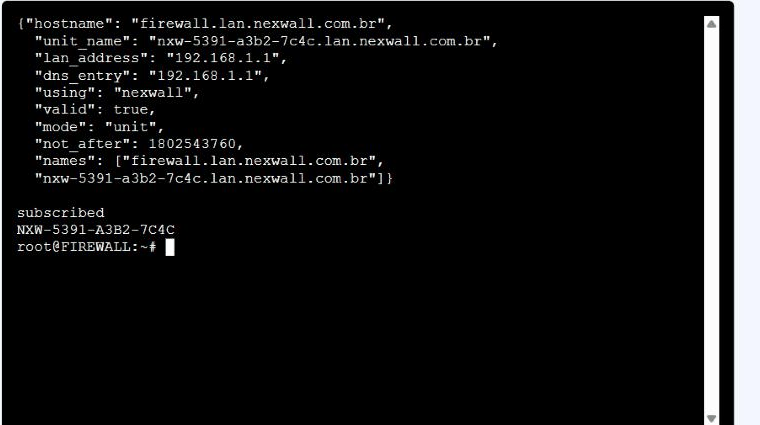 {"hostname": "firewall.lan.nexwall.com.br",
"unit_name": "nxw-5391-a3b2-7c4c.lan.nexwall.com.br",
"lan_address": "192.168.1.1",
"dns_entry": "192.168.1.1",
"using": "nexwall",
"valid": true,
"mode": "unit",
"not_after": 1802543760,
"names": ["firewall.lan.nexwall.com.br",
"nxw-5391-a3b2-7c4c.lan.nexwall.com.br"]}
subscribed
NXW-5391-A3B2-7C4C
root@FIREWALL:~#